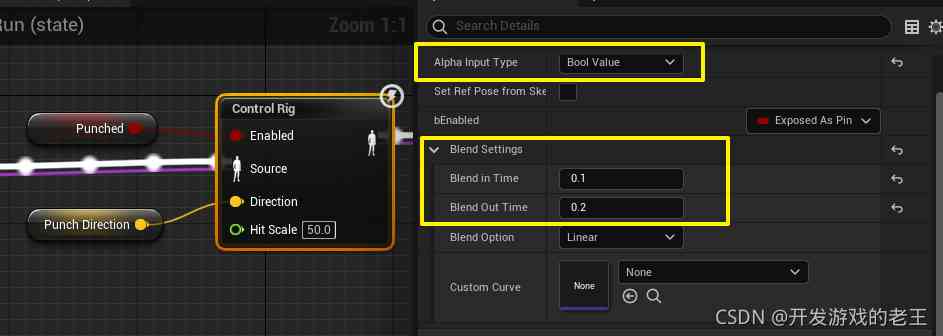 Run (state)
Zoom 1:1
Search Details
Alpha Input Type
Bool Value
Set Ref Pose from Ske
bEnabled
Exposed As Pin
Blend Settings
Blend in Time
0.1
Blend Out Time
0.2
Blend Option
Linear
Custom Curve
None
None
Control Rig
Punched
Enabled
Source
Punch Direction
Direction
Hit Scale 50.0
CSDN @开发游戏的老王